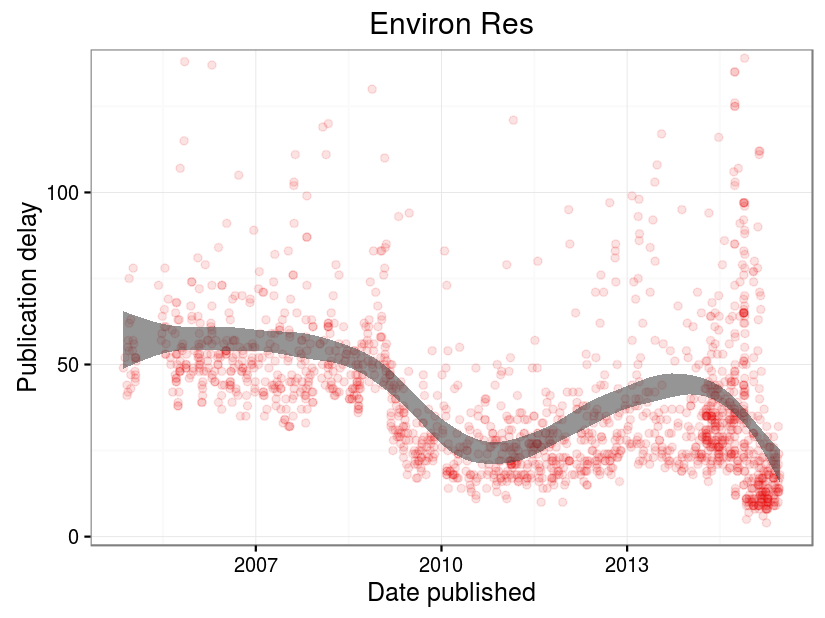 Environ Res
Publication delay
100
50
0
2007 2010 2013
Date published